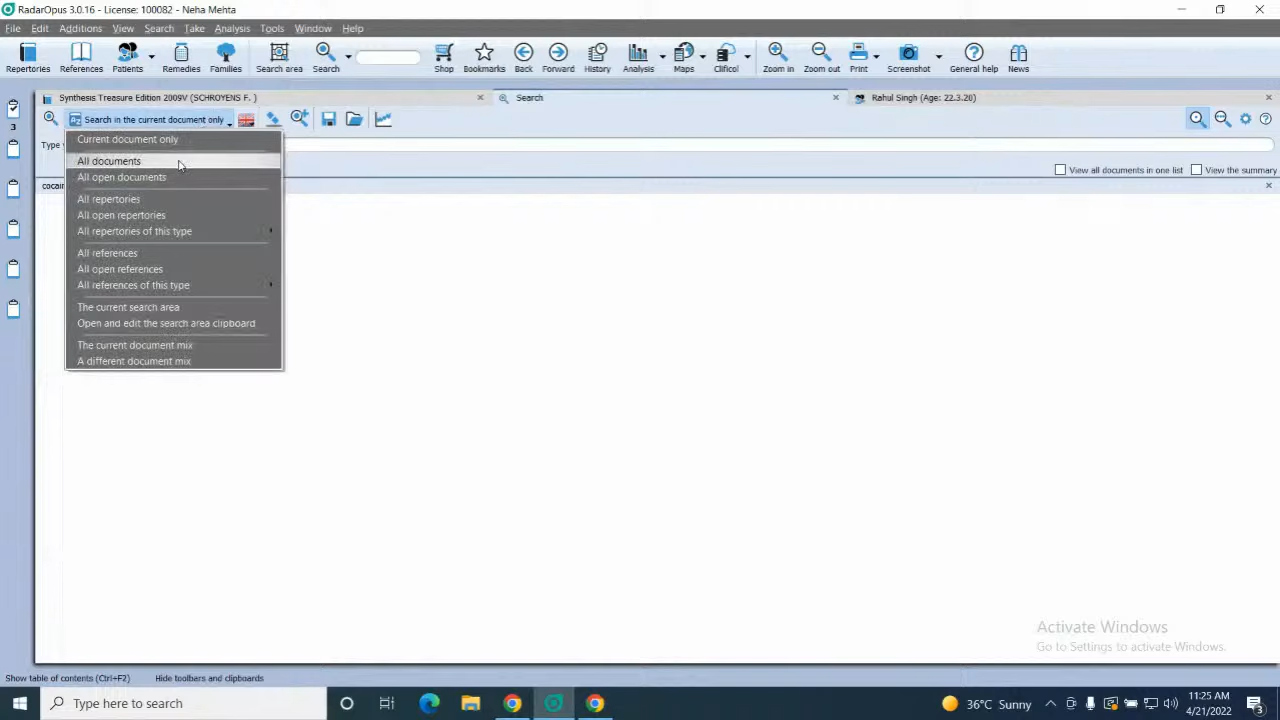 RadarOpus 3.0.16 - License: 100082 - Neha Mehta
File Edit Additions View Search Take Analysis Tools Window Help
Repertories References Patients Remedies Families Search area Search Shop Bookmarks Back Forward History Analysis Maps Clificol Zoom in Zoom out Print Screenshot General help News
Synthesis Treasure Edition 2009V (SCHROYENS F. ) Search Rahul Singh (Age: 22.3.20)
3
Search in the current document only
Current document only
Type
All documents
View all documents in one list View the summary
All open documents
All repertories
All open repertories
All repertories of this type
All references
All open references
All references of this type
The current search area
Open and edit the search area clipboard
The current document mix
A different document mix
Activate Windows
Go to Settings to activate Windows.
Show table of contents (Ctrl+F2) Hide toolbars and clipboards
Type here to search
36°C Sunny
11:25 AM
4/21/2022
3